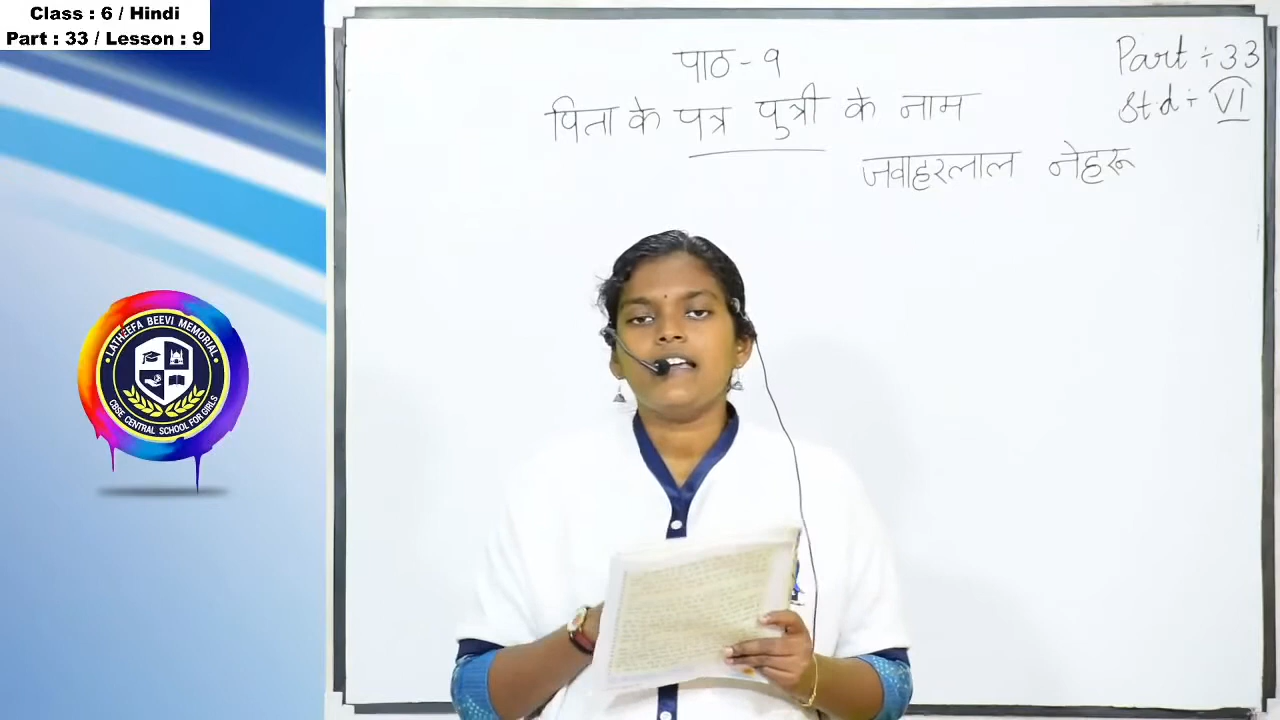 Class : 6 / Hindi
Part : 33 / Lesson : 9
पाठ - ९
Part ÷ 33
Std ÷ VI
पिता के पत्र पुत्री के नाम
जवाहरलाल नेहरू
LATHEEFA BEEVI MEMORIAL
CBSE CENTRAL SCHOOL FOR GIRLS